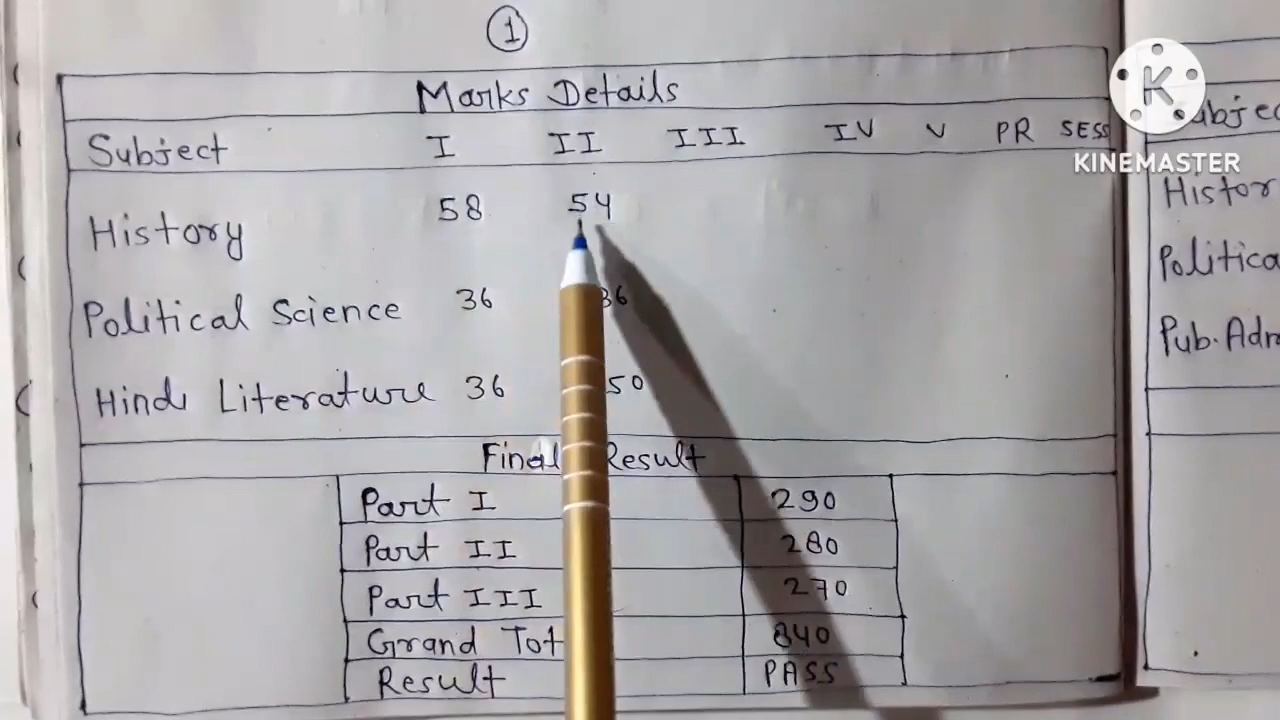 1
Marks Details
Subject I II III IV V PR SESS
History 58 54
Political Science 36 36
Hindi Literature 36 50
Final Result
Part I 290
Part II 280
Part III 270
Grand Tot 840
Result PASS
Subjec
Histor
Politica
Pub. Adm
K
KINEMASTER